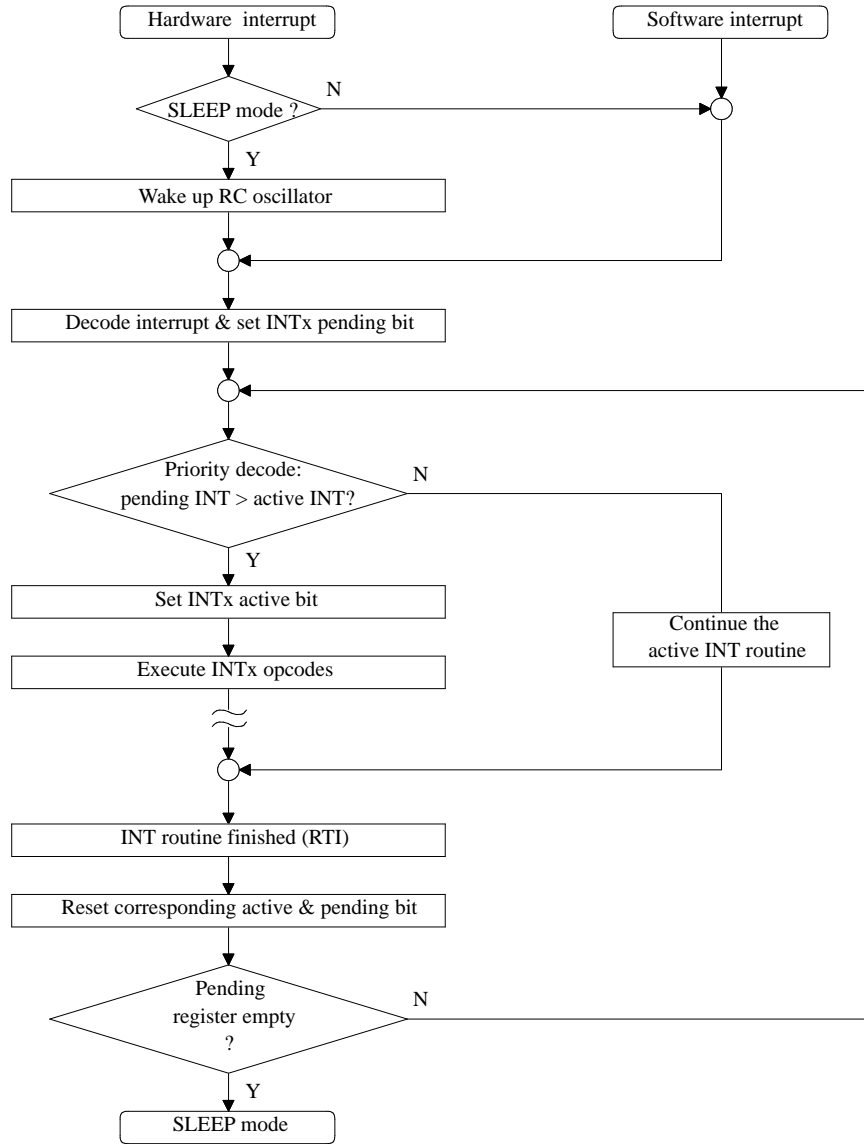 Hardware interrupt
Software interrupt
N
SLEEP mode ?
Y
Wake up RC oscillator
Decode interrupt & set INTx pending bit
Priority decode:
N
pending INT > active INT?
Y
Set INTx active bit
Continue the
active INT routine
Execute INTx opcodes
INT routine finished (RTI)
Reset corresponding active & pending bit
Pending
N
register empty
?
Y
SLEEP mode